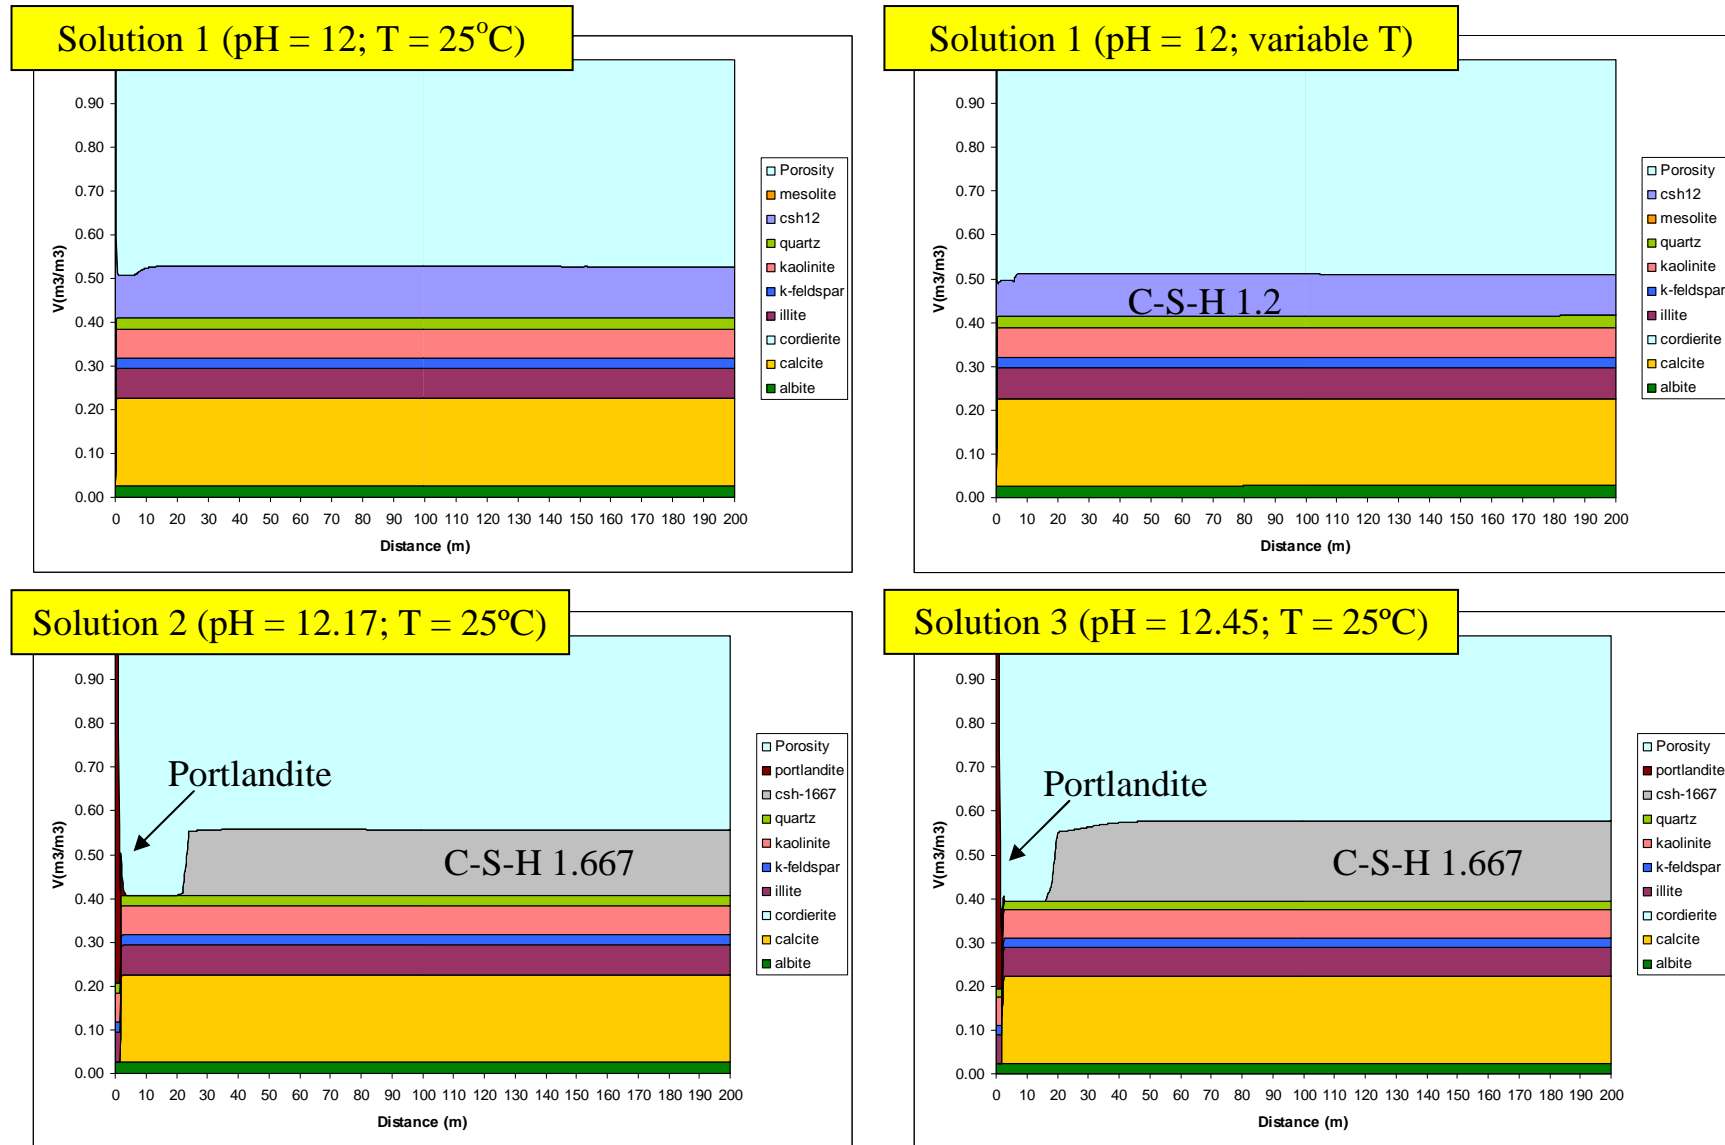 Solution 1 (pH = 12; T = 25°C)
V(m3/m3)
0.90
0.80
0.70
0.60
0.50
0.40
0.30
0.20
0.10
0.00
0 10 20 30 40 50 60 70 80 90 100 110 120 130 140 150 160 170 180 190 200
Distance (m)
Porosity
mesolite
csh12
mesolite
quartz
kaolinite
k-feldspar
illite
cordierite
calcite
albite
Solution 1 (pH = 12; variable T)
V(m3/m3)
0.90
0.80
0.70
0.60
0.50
0.40
0.30
0.20
0.10
0.00
C-S-H 1.2
0 10 20 30 40 50 60 70 80 90 100 110 120 130 140 150 160 170 180 190 200
Distance (m)
Porosity
mesolite
csh12
mesolite
quartz
kaolinite
k-feldspar
illite
cordierite
calcite
albite
Solution 2 (pH = 12.17; T = 25ºC)
V(m3/m3)
0.90
0.80
0.70
0.60
0.50
0.40
0.30
0.20
0.10
0.00
Portlandite
C-S-H 1.667
0 10 20 30 40 50 60 70 80 90 100 110 120 130 140 150 160 170 180 190 200
Distance (m)
Porosity
portlandite
csh-1667
quartz
kaolinite
k-feldspar
illite
cordierite
calcite
albite
Solution 3 (pH = 12.45; T = 25ºC)
V(m3/m3)
0.90
0.80
0.70
0.60
0.50
0.40
0.30
0.20
0.10
0.00
Portlandite
C-S-H 1.667
0 10 20 30 40 50 60 70 80 90 100 110 120 130 140 150 160 170 180 190 200
Distance (m)
Porosity
portlandite
csh-1667
quartz
kaolinite
k-feldspar
illite
cordierite
calcite
albite